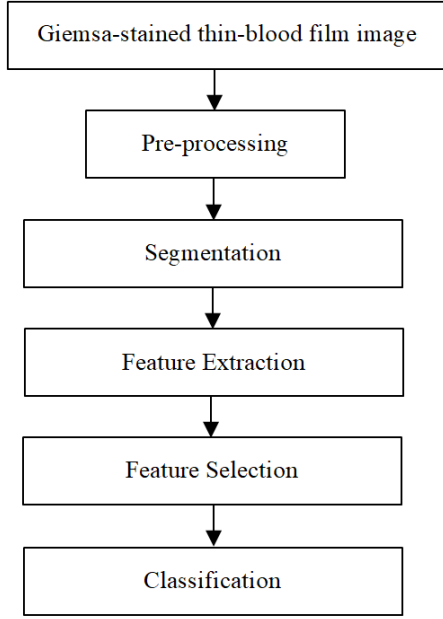 Giemsa-stained thin-blood film image
Pre-processing
Segmentation
Feature Extraction
Feature Selection
Classification